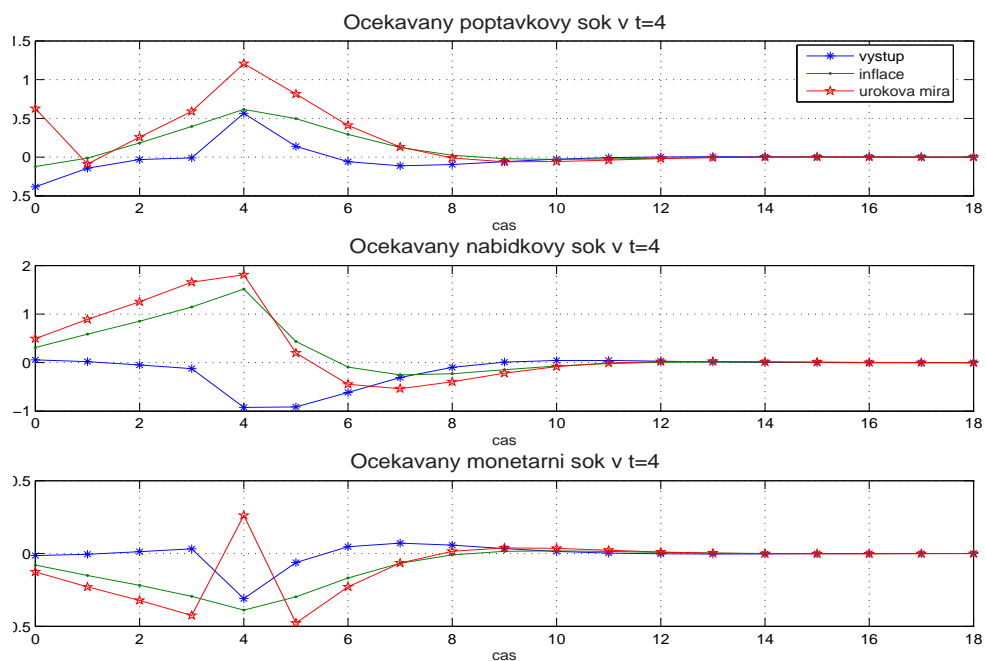 Ocekavany poptavkovy sok v t=4
1.5
1
0.5
0
0.5
vystup
inflace
urokova mira
0 2 4 6 8 10 12 14 16 18
cas
Ocekavany nabidkovy sok v t=4
2
1
0
−1
0 2 4 6 8 10 12 14 16 18
cas
Ocekavany monetarni sok v t=4
0.5
0
0.5
0 2 4 6 8 10 12 14 16 18
cas